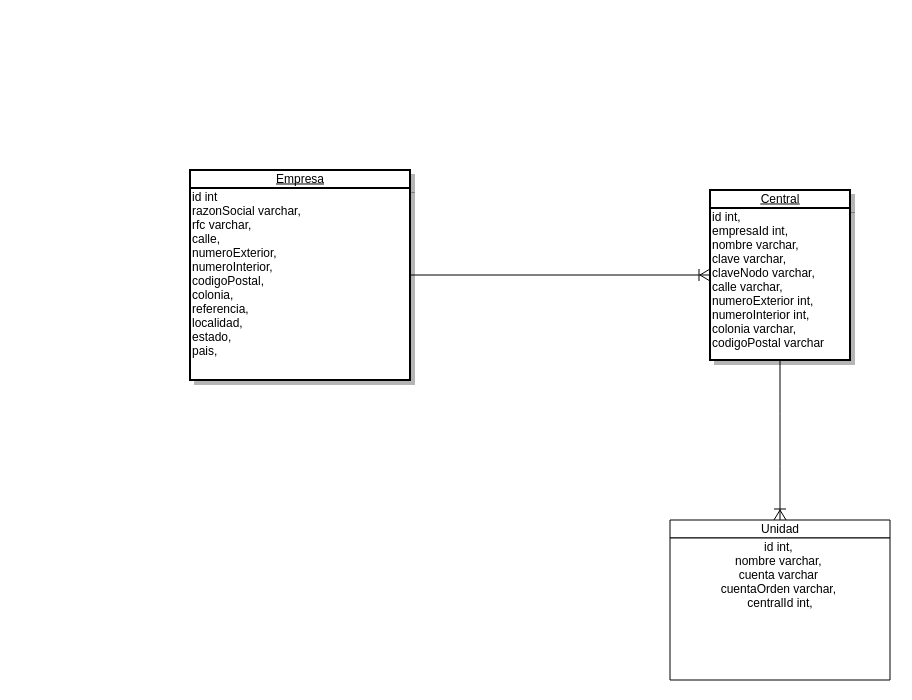 Empresa
id int
razonSocial varchar,
rfc varchar,
calle,
numeroExterior,
numeroInterior,
codigoPostal,
colonia,
referencia,
localidad,
estado,
pais,
Central
id int,
empresaId int,
nombre varchar,
clave varchar,
claveNodo varchar,
calle varchar,
numeroExterior int,
numeroInterior int,
colonia varchar,
codigoPostal varchar
Unidad
id int,
nombre varchar,
cuenta varchar
cuentaOrden varchar,
centralId int,